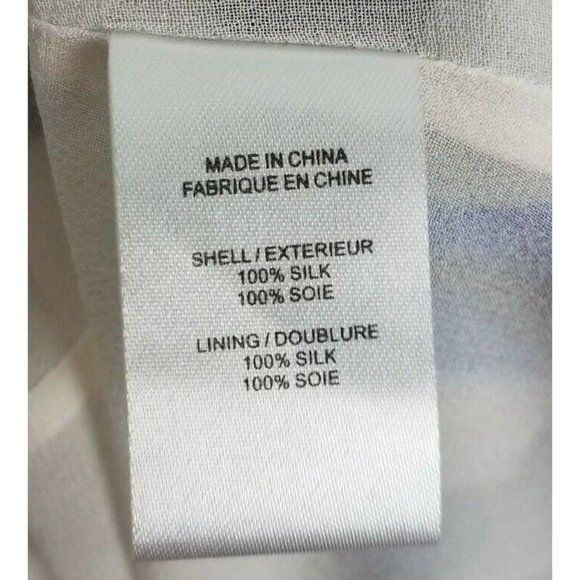 MADE IN CHINA
FABRIQUE EN CHINE
SHELL / EXTERIEUR
100% SILK
100% SOIE
LINING / DOUBLURE
100% SILK
100% SOIE